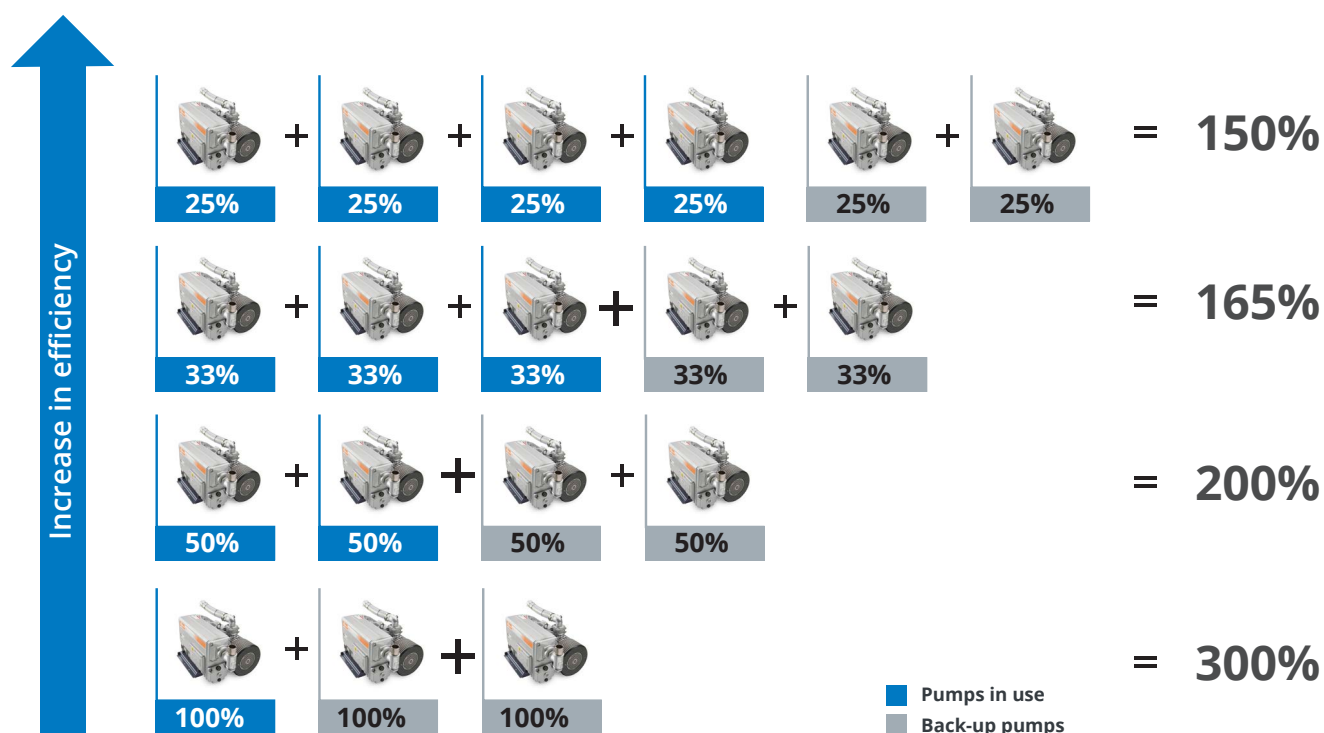 + + + + + = 150%
25% 25% 25% 25% 25% 25%
+ + + + = 165%
33% 33% 33% 33% 33%
+ + + = 200%
50% 50% 50% 50%
+ + = 300%
100% 100% 100%
Increase in efficiency
Pumps in use
Back-up pumps